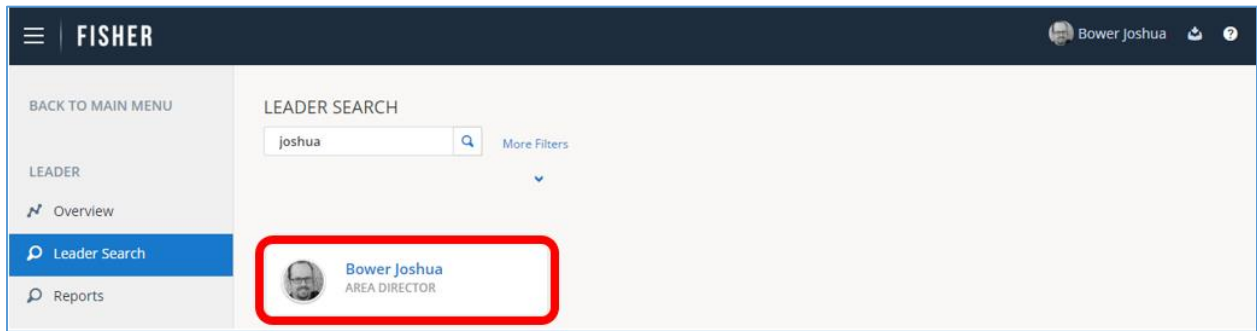 FISHER
Bower Joshua
BACK TO MAIN MENU
LEADER
Overview
Leader Search
Reports
LEADER SEARCH
joshua
More Filters
Bower Joshua
AREA DIRECTOR